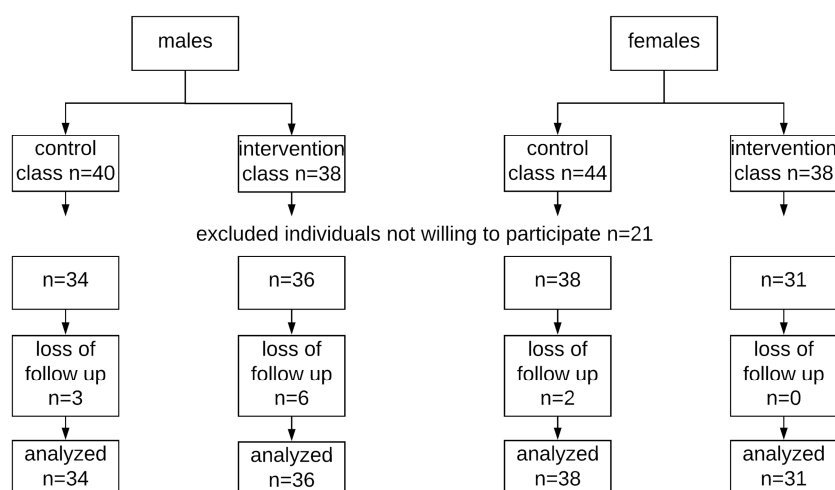 males
females
control
class n=40
intervention
class n=38
control
class n=44
intervention
class n=38
excluded individuals not willing to participate n=21
n=34
n=36
n=38
n=31
loss of
follow up
n=3
loss of
follow up
n=6
loss of
follow up
n=2
loss of
follow up
n=0
analyzed
n=34
analyzed
n=36
analyzed
n=38
analyzed
n=31